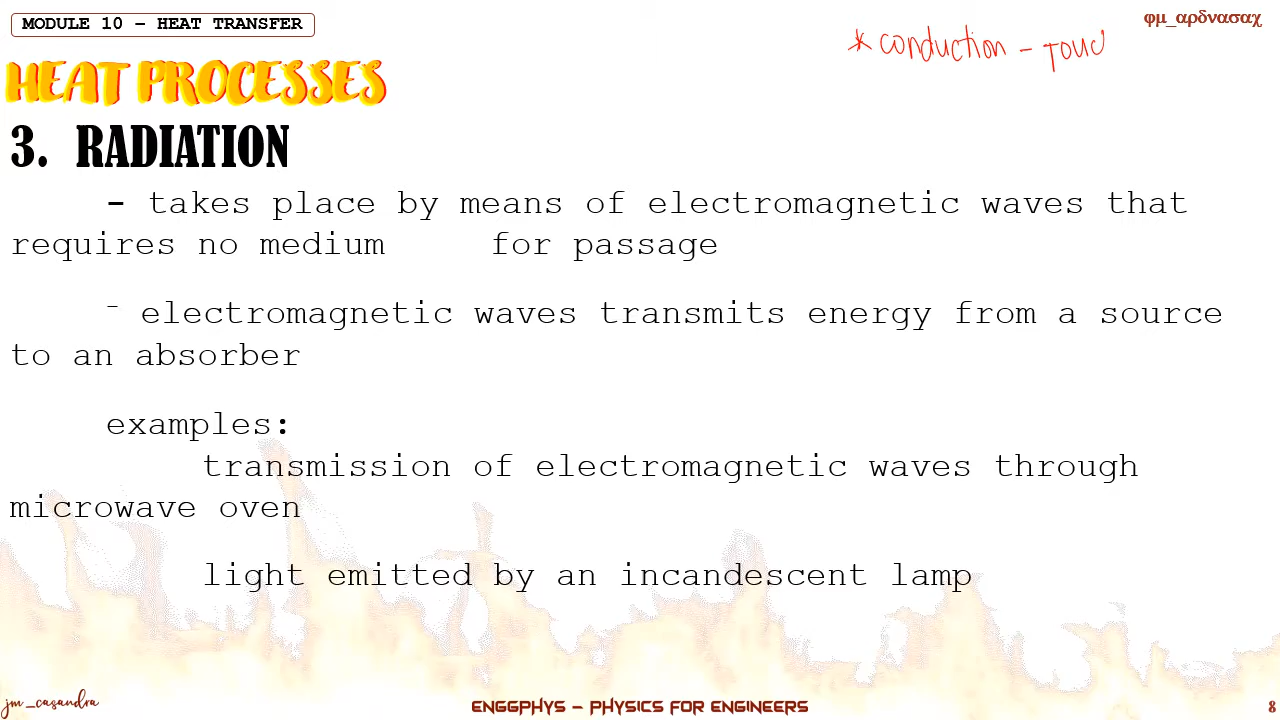 MODULE 10 – HEAT TRANSFER
φμ_αρδνασαχ
* conduction - touc
HEAT PROCESSES
3. RADIATION
- takes place by means of electromagnetic waves that
requires no medium for passage
- electromagnetic waves transmits energy from a source
to an absorber
examples:
transmission of electromagnetic waves through
microwave oven
light emitted by an incandescent lamp
jm_casandra
ENGGPHYS – PHYSICS FOR ENGINEERS
8